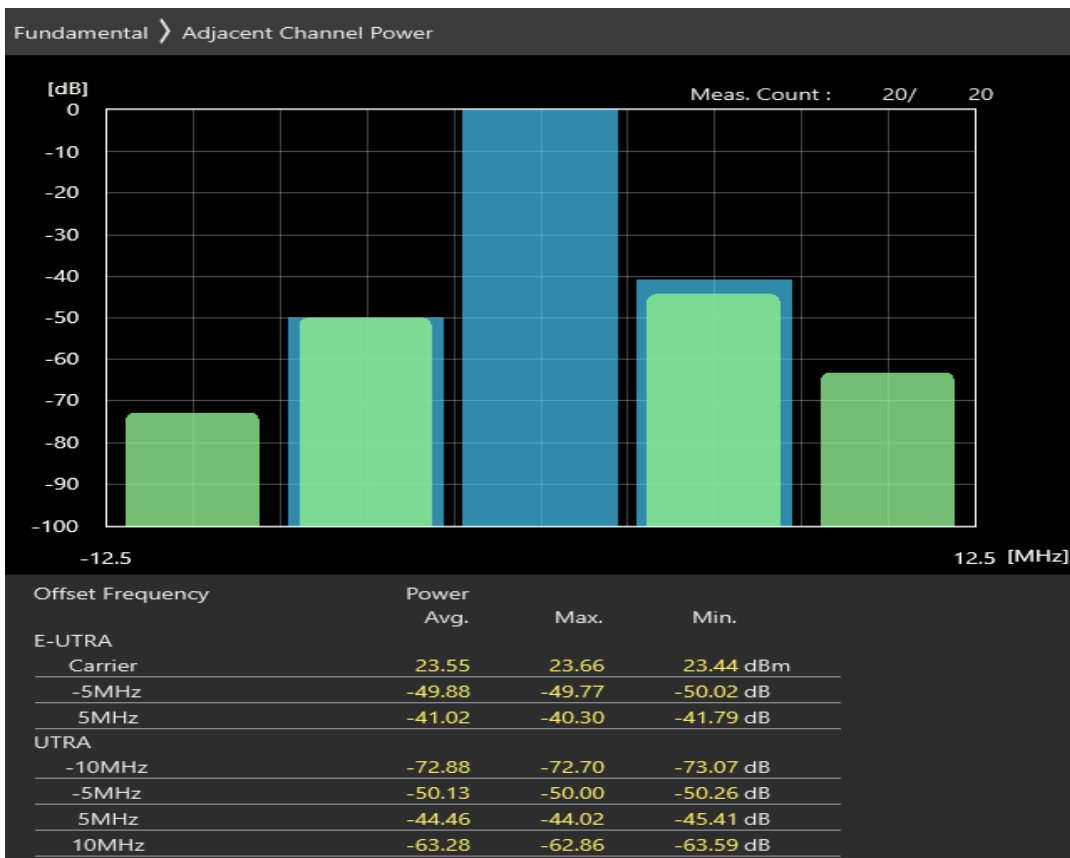 Fundamental 〉 Adjacent Channel Power
[dB]
Meas. Count : 20/ 20
0
-10
-20
-30
-40
-50
-60
-70
-80
-90
-100
-12.5 12.5 [MHz]
Offset Frequency Power
Avg. Max. Min.
E-UTRA
Carrier 23.55 23.66 23.44 dBm
-5MHz -49.88 -49.77 -50.02 dB
5MHz -41.02 -40.30 -41.79 dB
UTRA
-10MHz -72.88 -72.70 -73.07 dB
-5MHz -50.13 -50.00 -50.26 dB
5MHz -44.46 -44.02 -45.41 dB
10MHz -63.28 -62.86 -63.59 dB